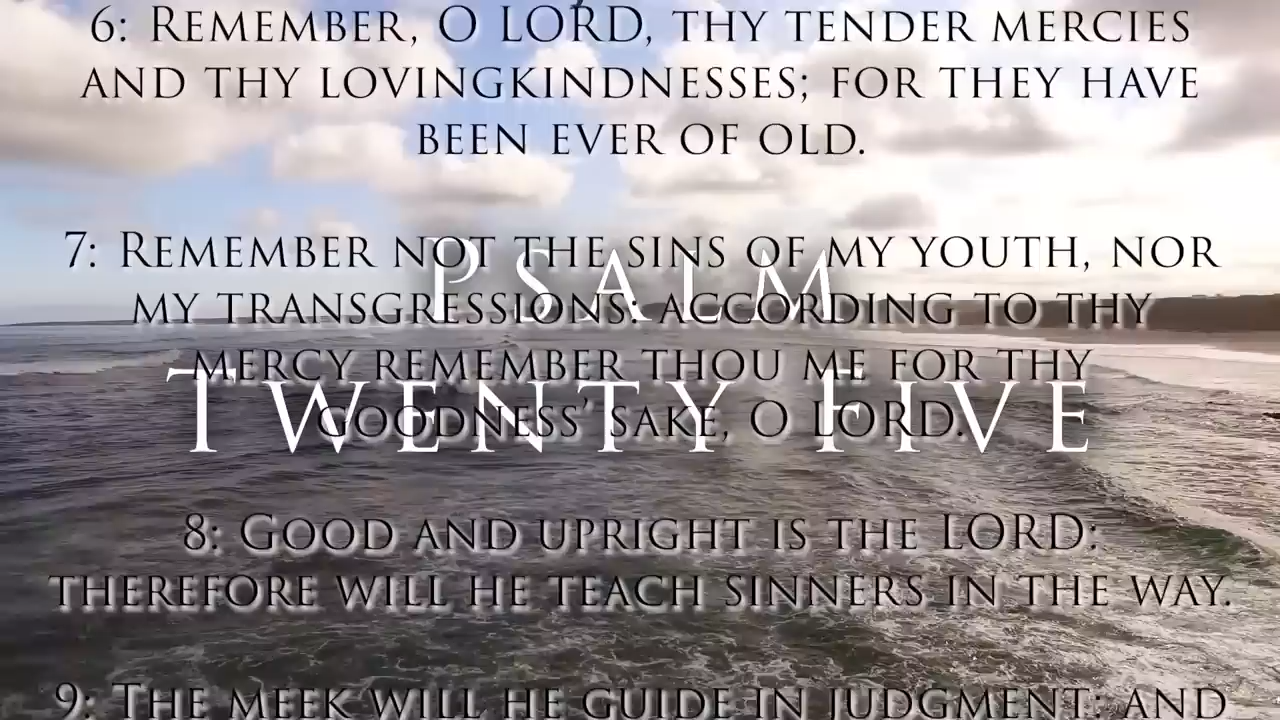 6: Remember, O LORD, thy tender mercies
and thy lovingkindnesses; for they have
been ever of old.
7: Remember not the sins of my youth, nor
my transgressions: according to thy
mercy remember thou me for thy
goodness' sake, O LORD.
Psalm
Twenty Five
8: Good and upright is the LORD:
therefore will he teach sinners in the way.
9: The meek will he guide in judgment: and